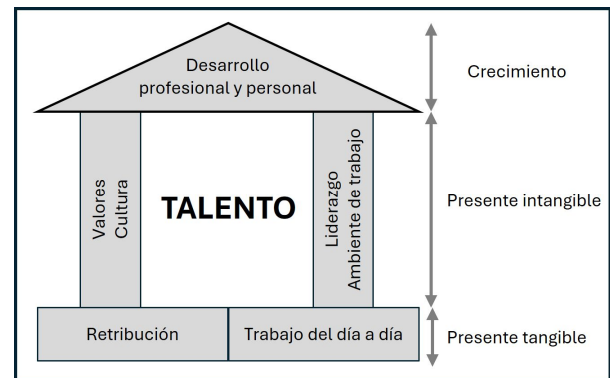 Desarrollo
profesional y personal
Crecimiento
Valores
Cultura
TALENTO
Liderazgo
Ambiente de trabajo
Presente intangible
Retribución
Trabajo del día a día
Presente tangible